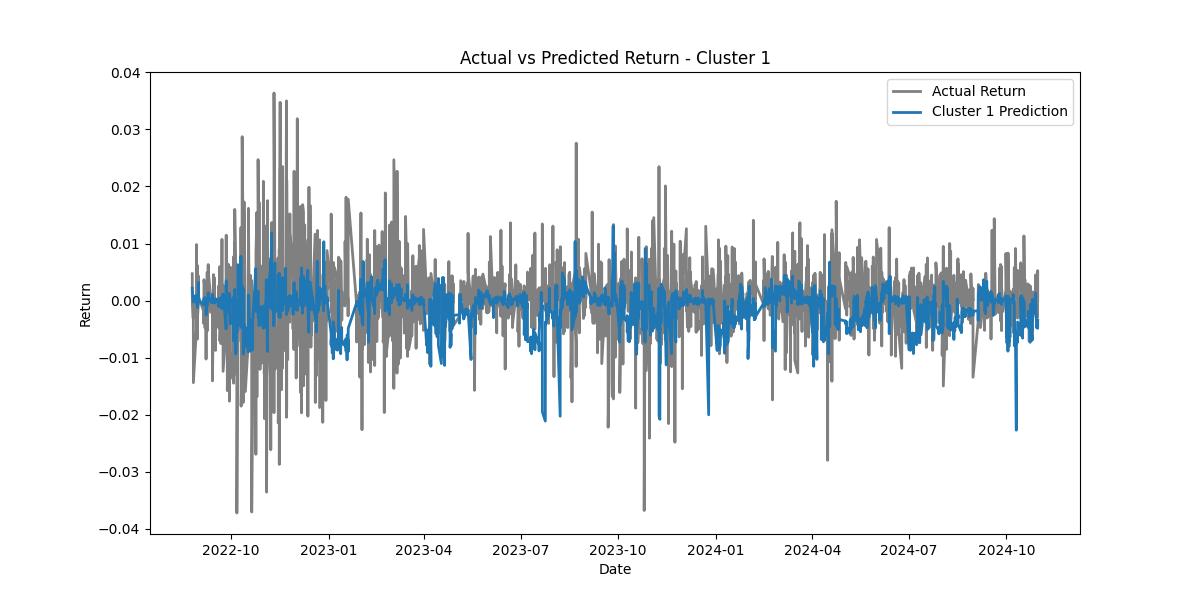 Actual vs Predicted Return - Cluster 1
Actual Return
Cluster 1 Prediction
Return
0.04
0.03
0.02
0.01
0.00
−0.01
−0.02
−0.03
−0.04
2022-10 2023-01 2023-04 2023-07 2023-10 2024-01 2024-04 2024-07 2024-10
Date